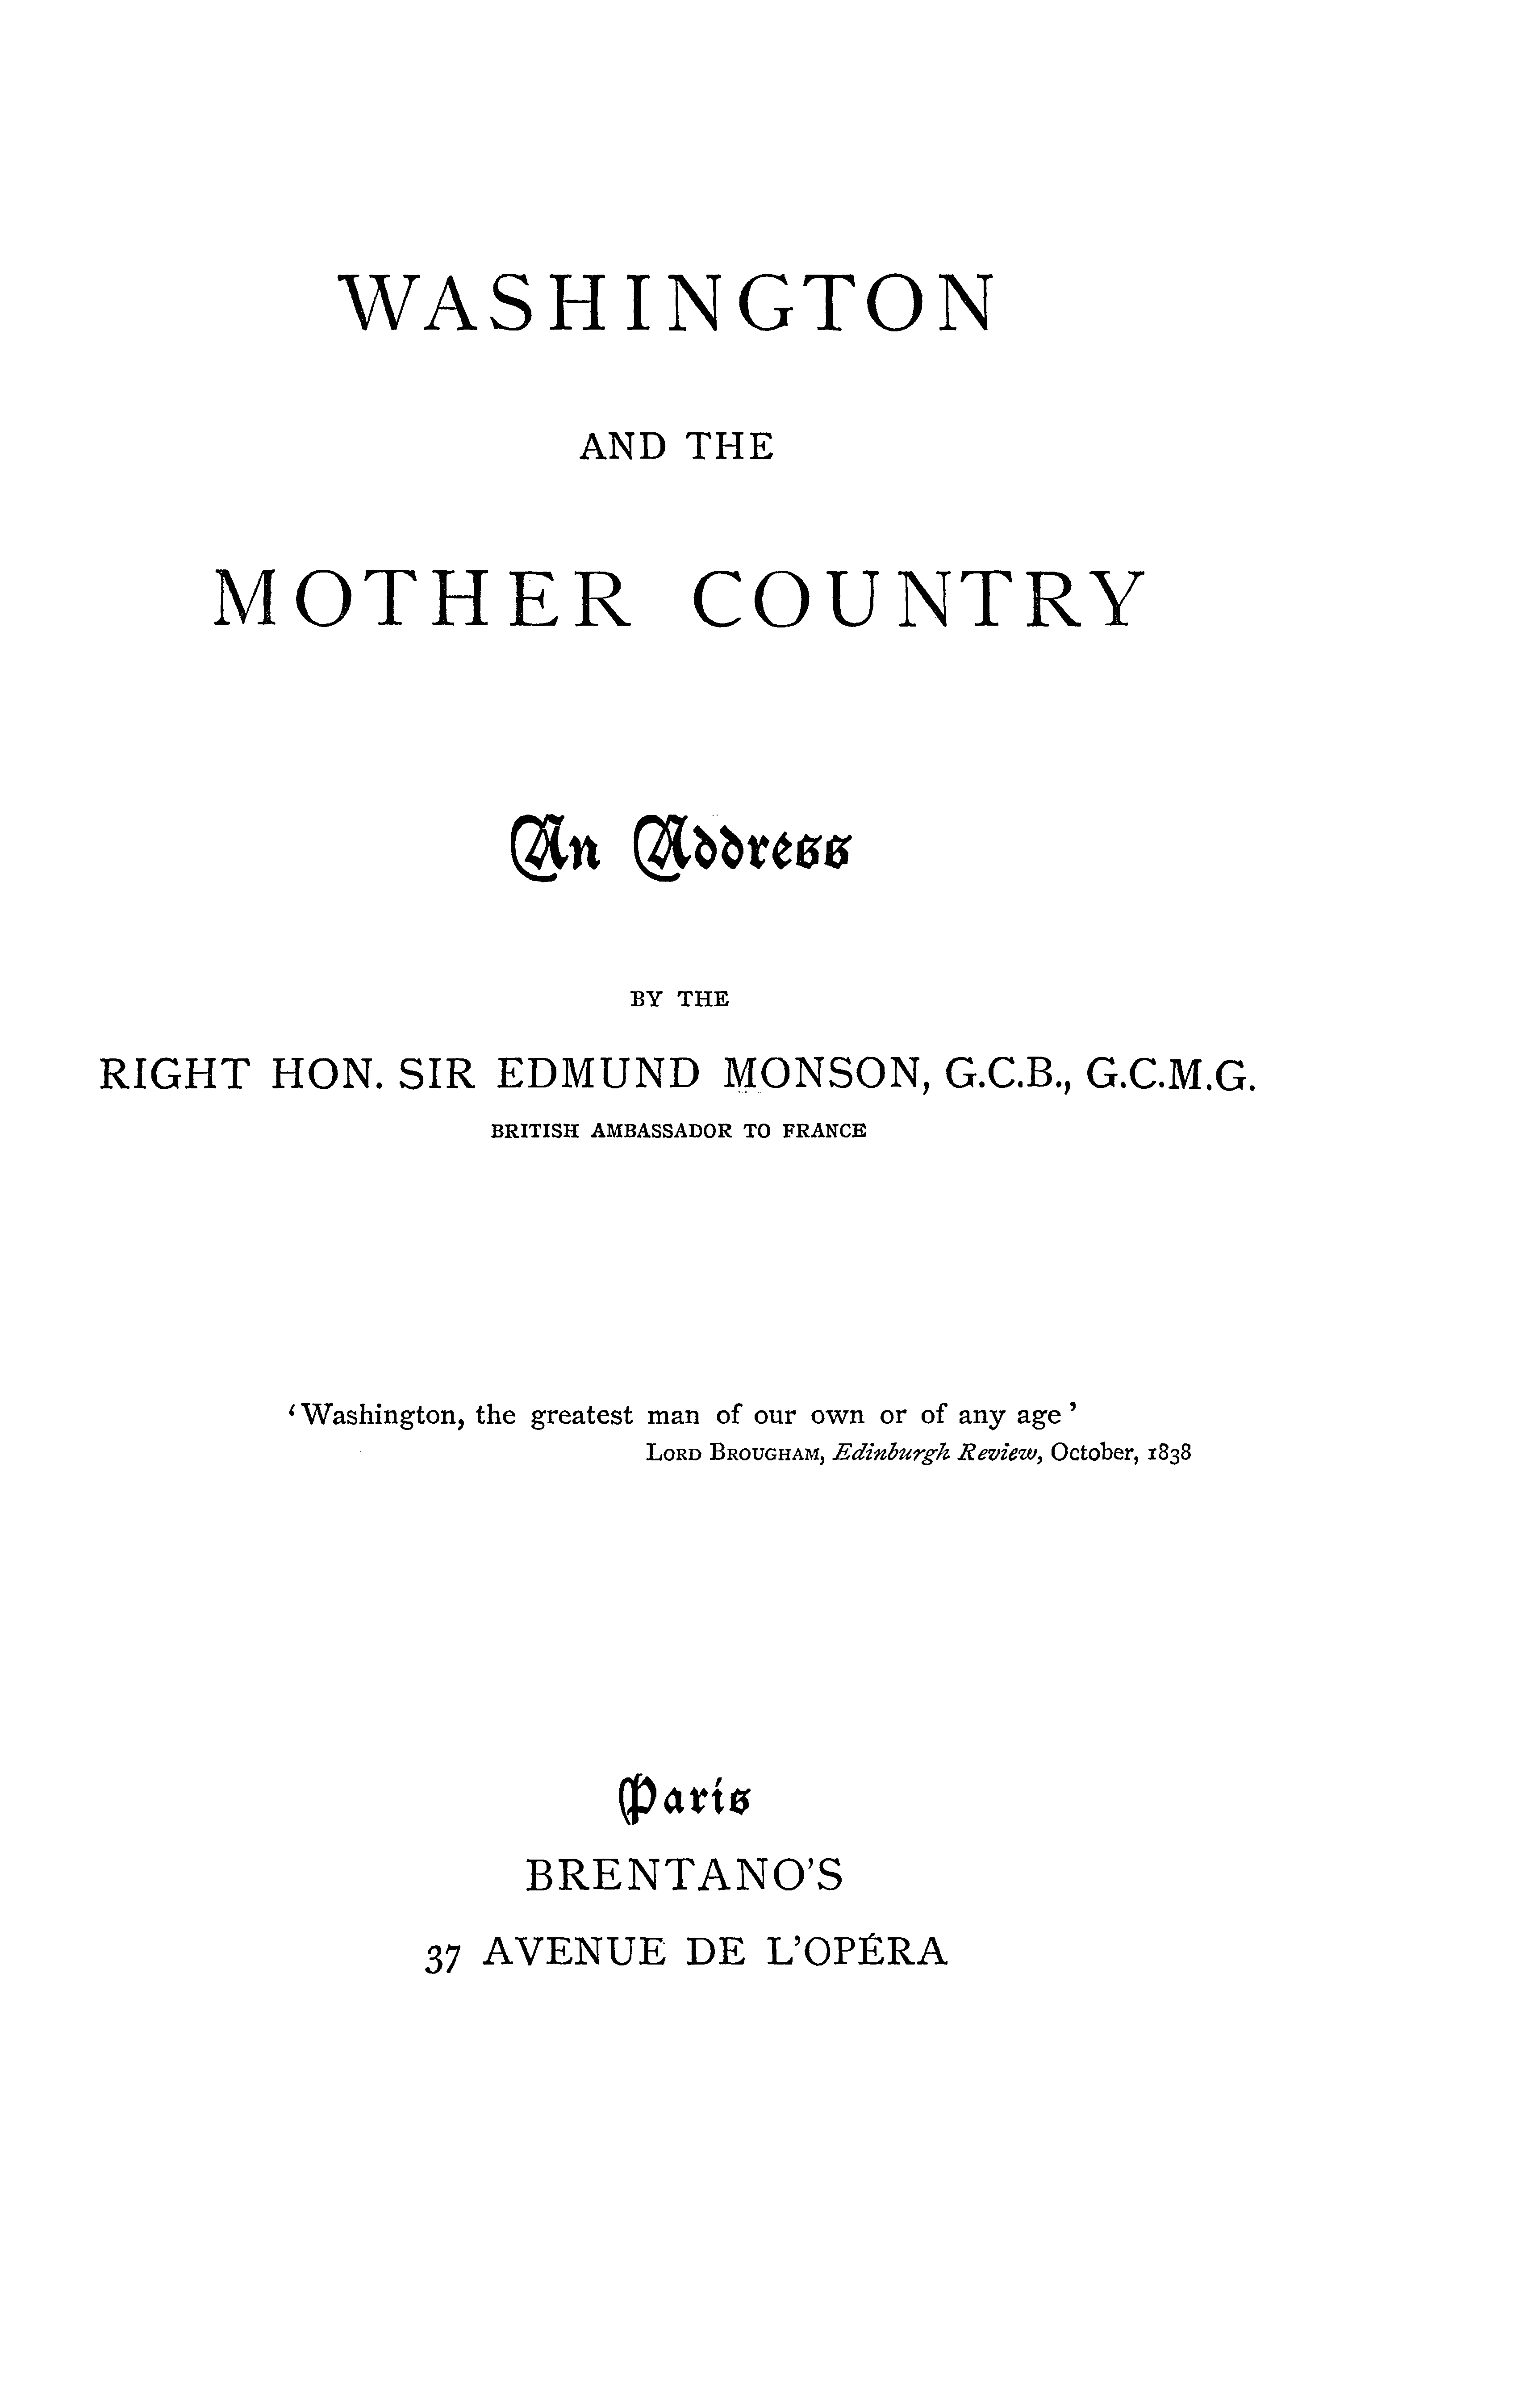 WASHINGTON
AND THE
MOTHER COUNTRY
An Address
BY THE
RIGHT HON. SIR EDMUND MONSON, G.C.B., G.C.M.G.
BRITISH AMBASSADOR TO FRANCE
‘Washington, the greatest man of our own or of any age’
LORD BROUGHAM, Edinburgh Review, October, 1838
Paris
BRENTANO’S
37 AVENUE DE L’OPÉRA